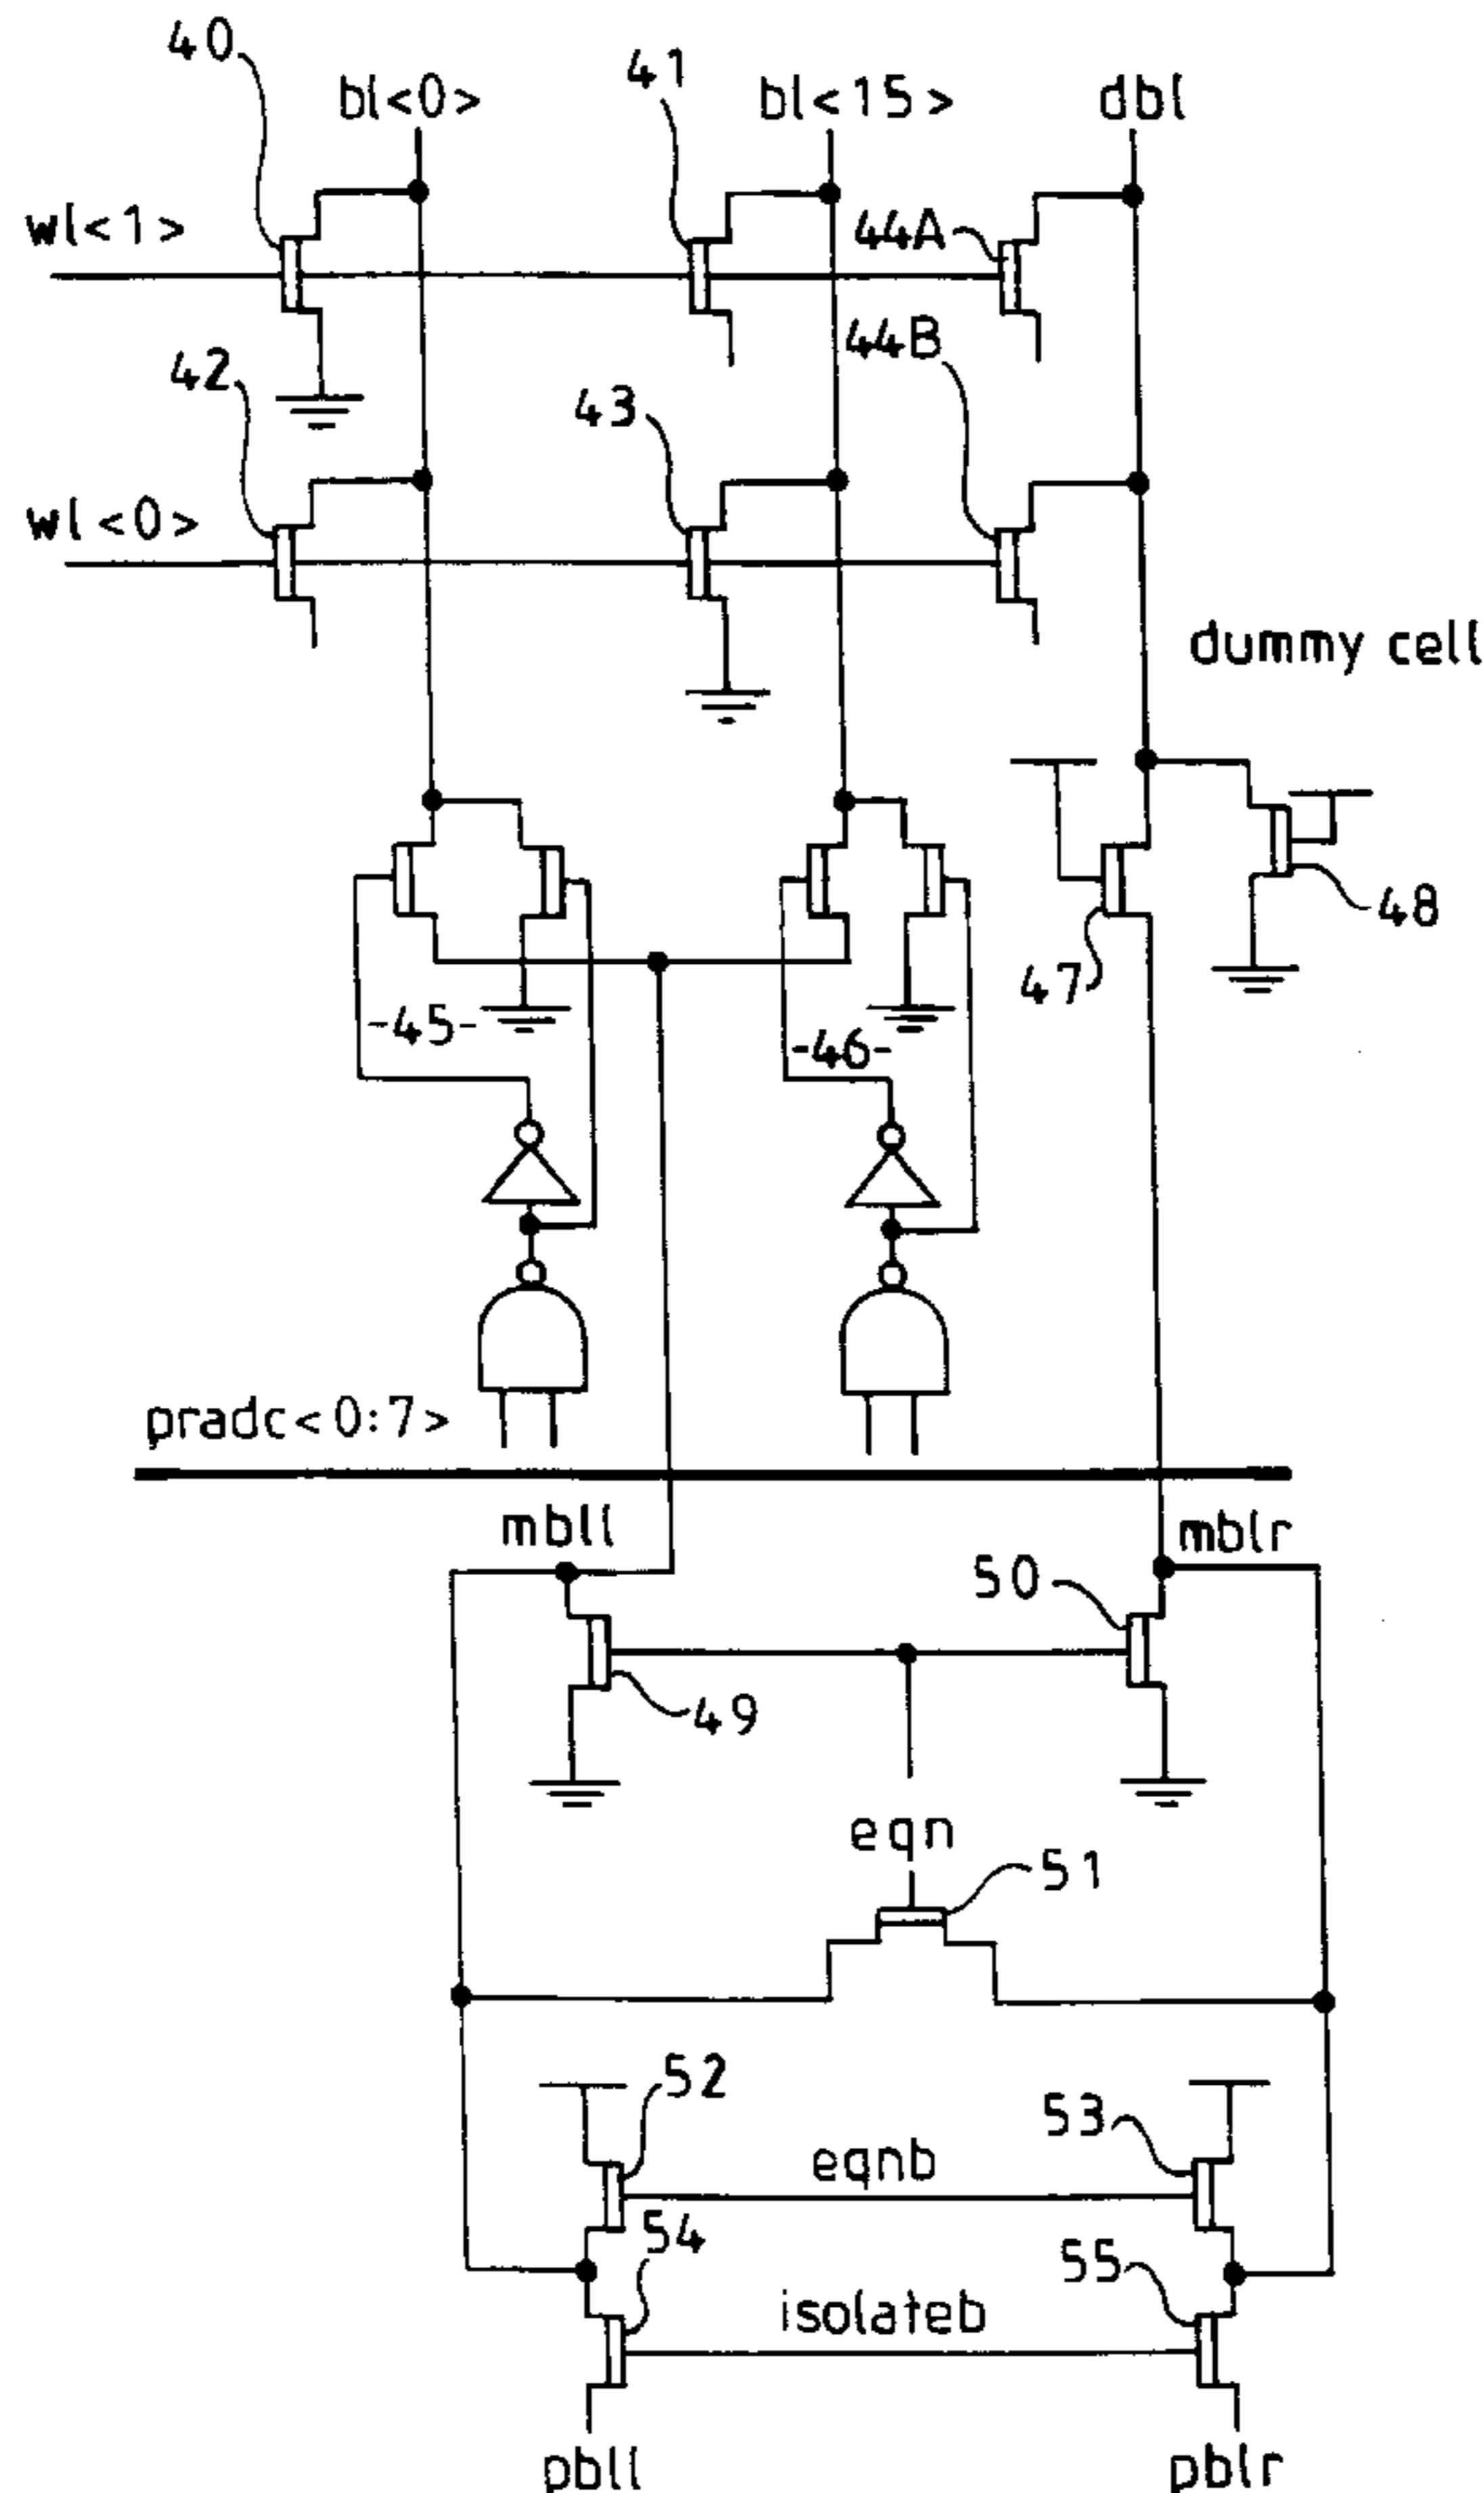 40
41
bl<0>
bl<15>
dbl
wl<1>
44A
44B
42
43
wl<0>
dummy cell
48
47
-45-
-46-
pradc<0:7>
mbll
mblr
50
49
eqn
51
52
53
eqnb
54
55
isolateb
pbll
pblr